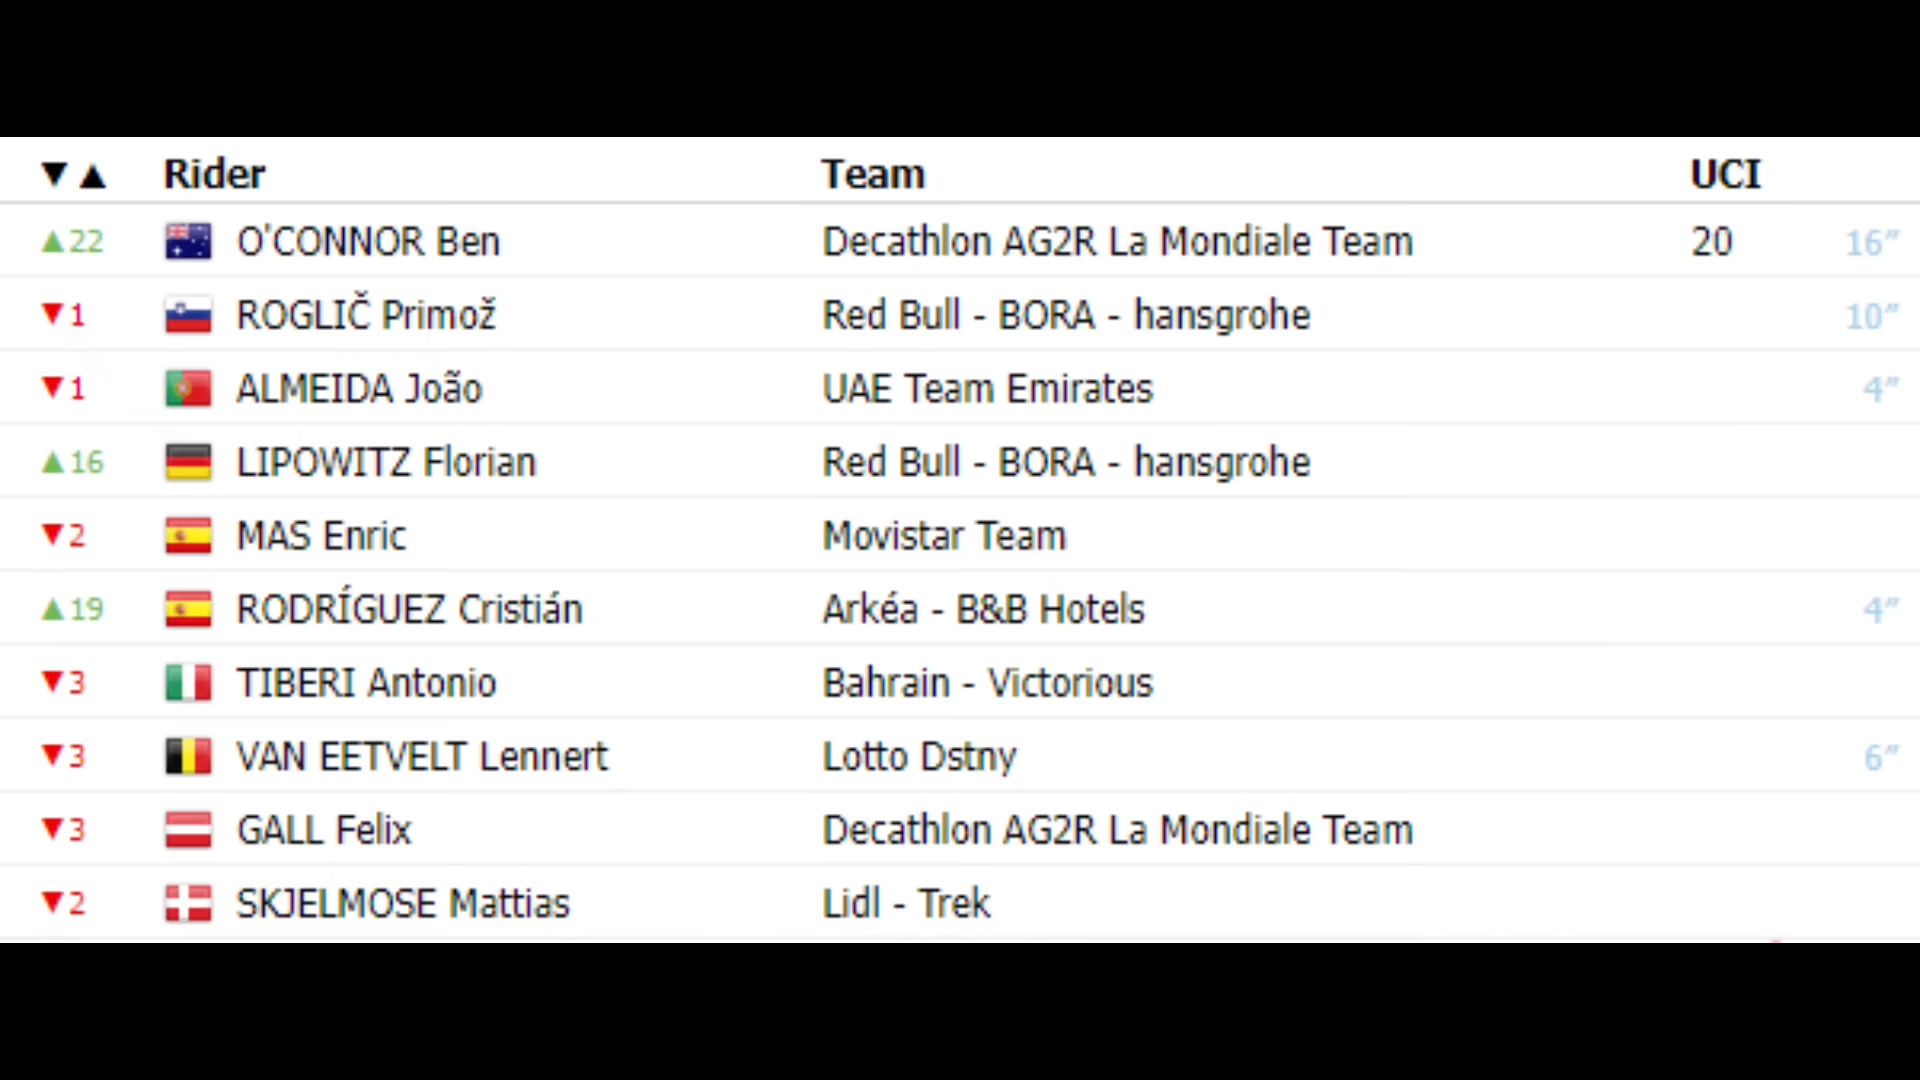 ▼▲ Rider Team UCI
▲22 O'CONNOR Ben Decathlon AG2R La Mondiale Team 20 16″
▼1 ROGLIČ Primož Red Bull - BORA - hansgrohe 10″
▼1 ALMEIDA João UAE Team Emirates 4″
▲16 LIPOWITZ Florian Red Bull - BORA - hansgrohe
▼2 MAS Enric Movistar Team
▲19 RODRÍGUEZ Cristián Arkéa - B&B Hotels 4″
▼3 TIBERI Antonio Bahrain - Victorious
▼3 VAN EETVELT Lennert Lotto Dstny 6″
▼3 GALL Felix Decathlon AG2R La Mondiale Team
▼2 SKJELMOSE Mattias Lidl - Trek